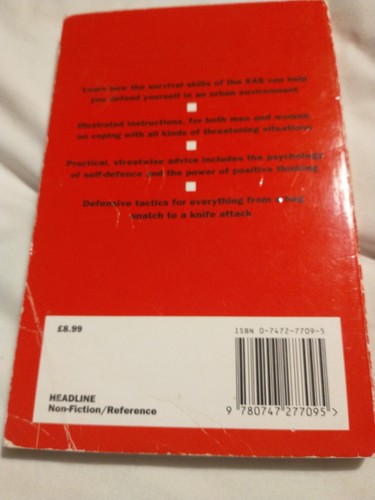 Learn how the survival skills of the SAS can help
you defend yourself in an urban environment
Illustrated instructions, for both men and women
on coping with all kinds of threatening situations
Practical, streetwise advice includes the psychology
of self-defence and the power of positive thinking
Defensive tactics for everything from a bag
snatch to a knife attack
£8.99
ISBN 0-7472-7709-5
HEADLINE
Non-Fiction/Reference
9 780747 277095 >